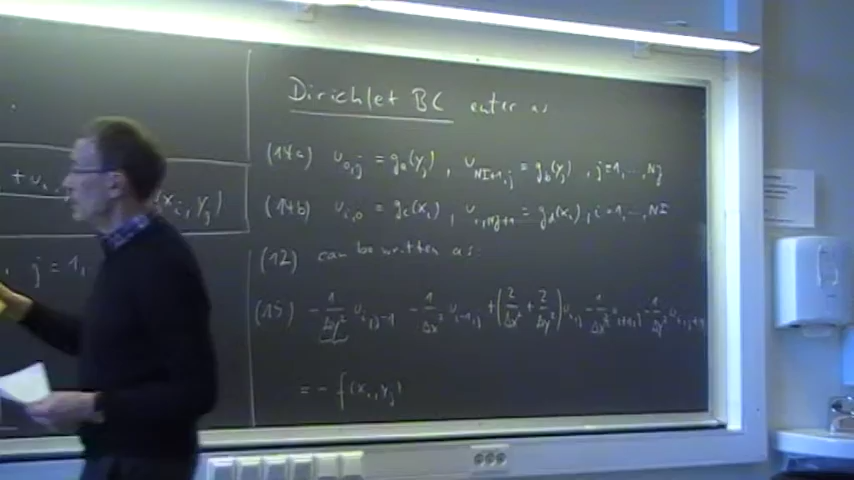 Dirichlet BC enter as
+ u
(x_i, y_j)
, j = 1,
(14a) u_{0,j} = g_a(y_j) , u_{NI+1,j} = g_b(y_j) , j=1,...,NJ
(14b) u_{i,0} = g_c(x_i) , u_{i,NJ+1} = g_d(x_i) , i=1,...,NI
(12) can be written as:
(15) - 1/Δy² u_{i,j-1} - 1/Δx² u_{i-1,j} + (2/Δx² + 2/Δy²) u_{i,j} - 1/Δx² u_{i+1,j} - 1/Δy² u_{i,j+1}
= - f(x_i, y_j)